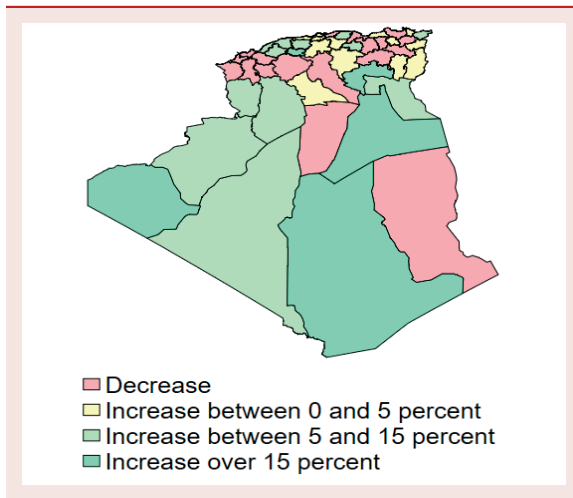 Decrease
Increase between 0 and 5 percent
Increase between 5 and 15 percent
Increase over 15 percent